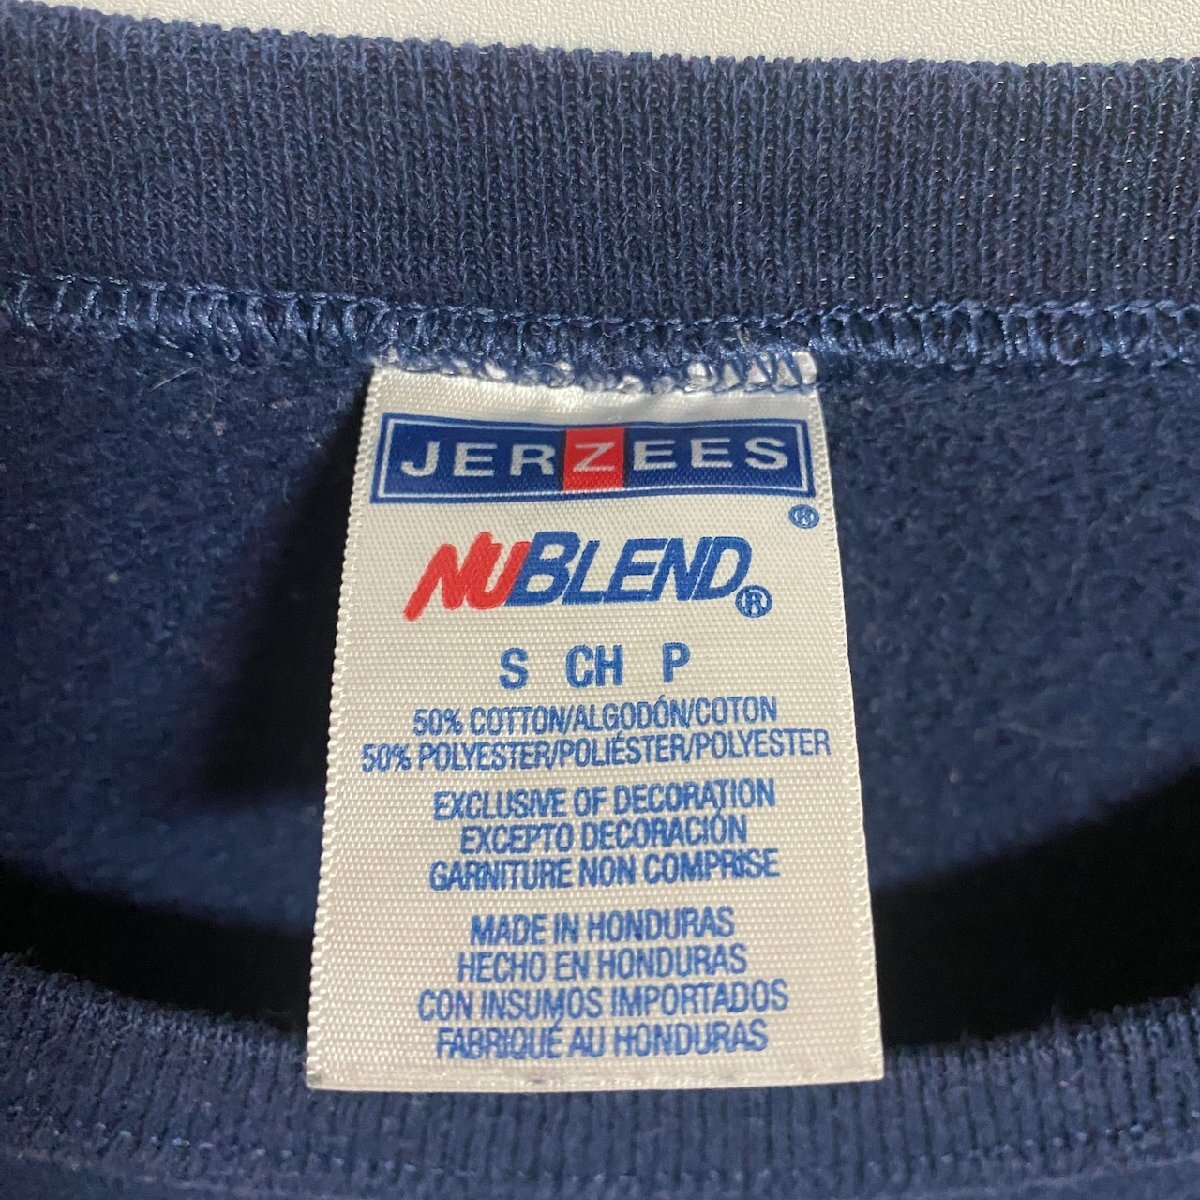 JERZEES
®
NUBLEND®
S CH P
50% COTTON/ALGODÓN/COTON
50% POLYESTER/POLIÉSTER/POLYESTER
EXCLUSIVE OF DECORATION
EXCEPTO DECORACIÓN
GARNITURE NON COMPRISE
MADE IN HONDURAS
HECHO EN HONDURAS
CON INSUMOS IMPORTADOS
FABRIQUÉ AU HONDURAS